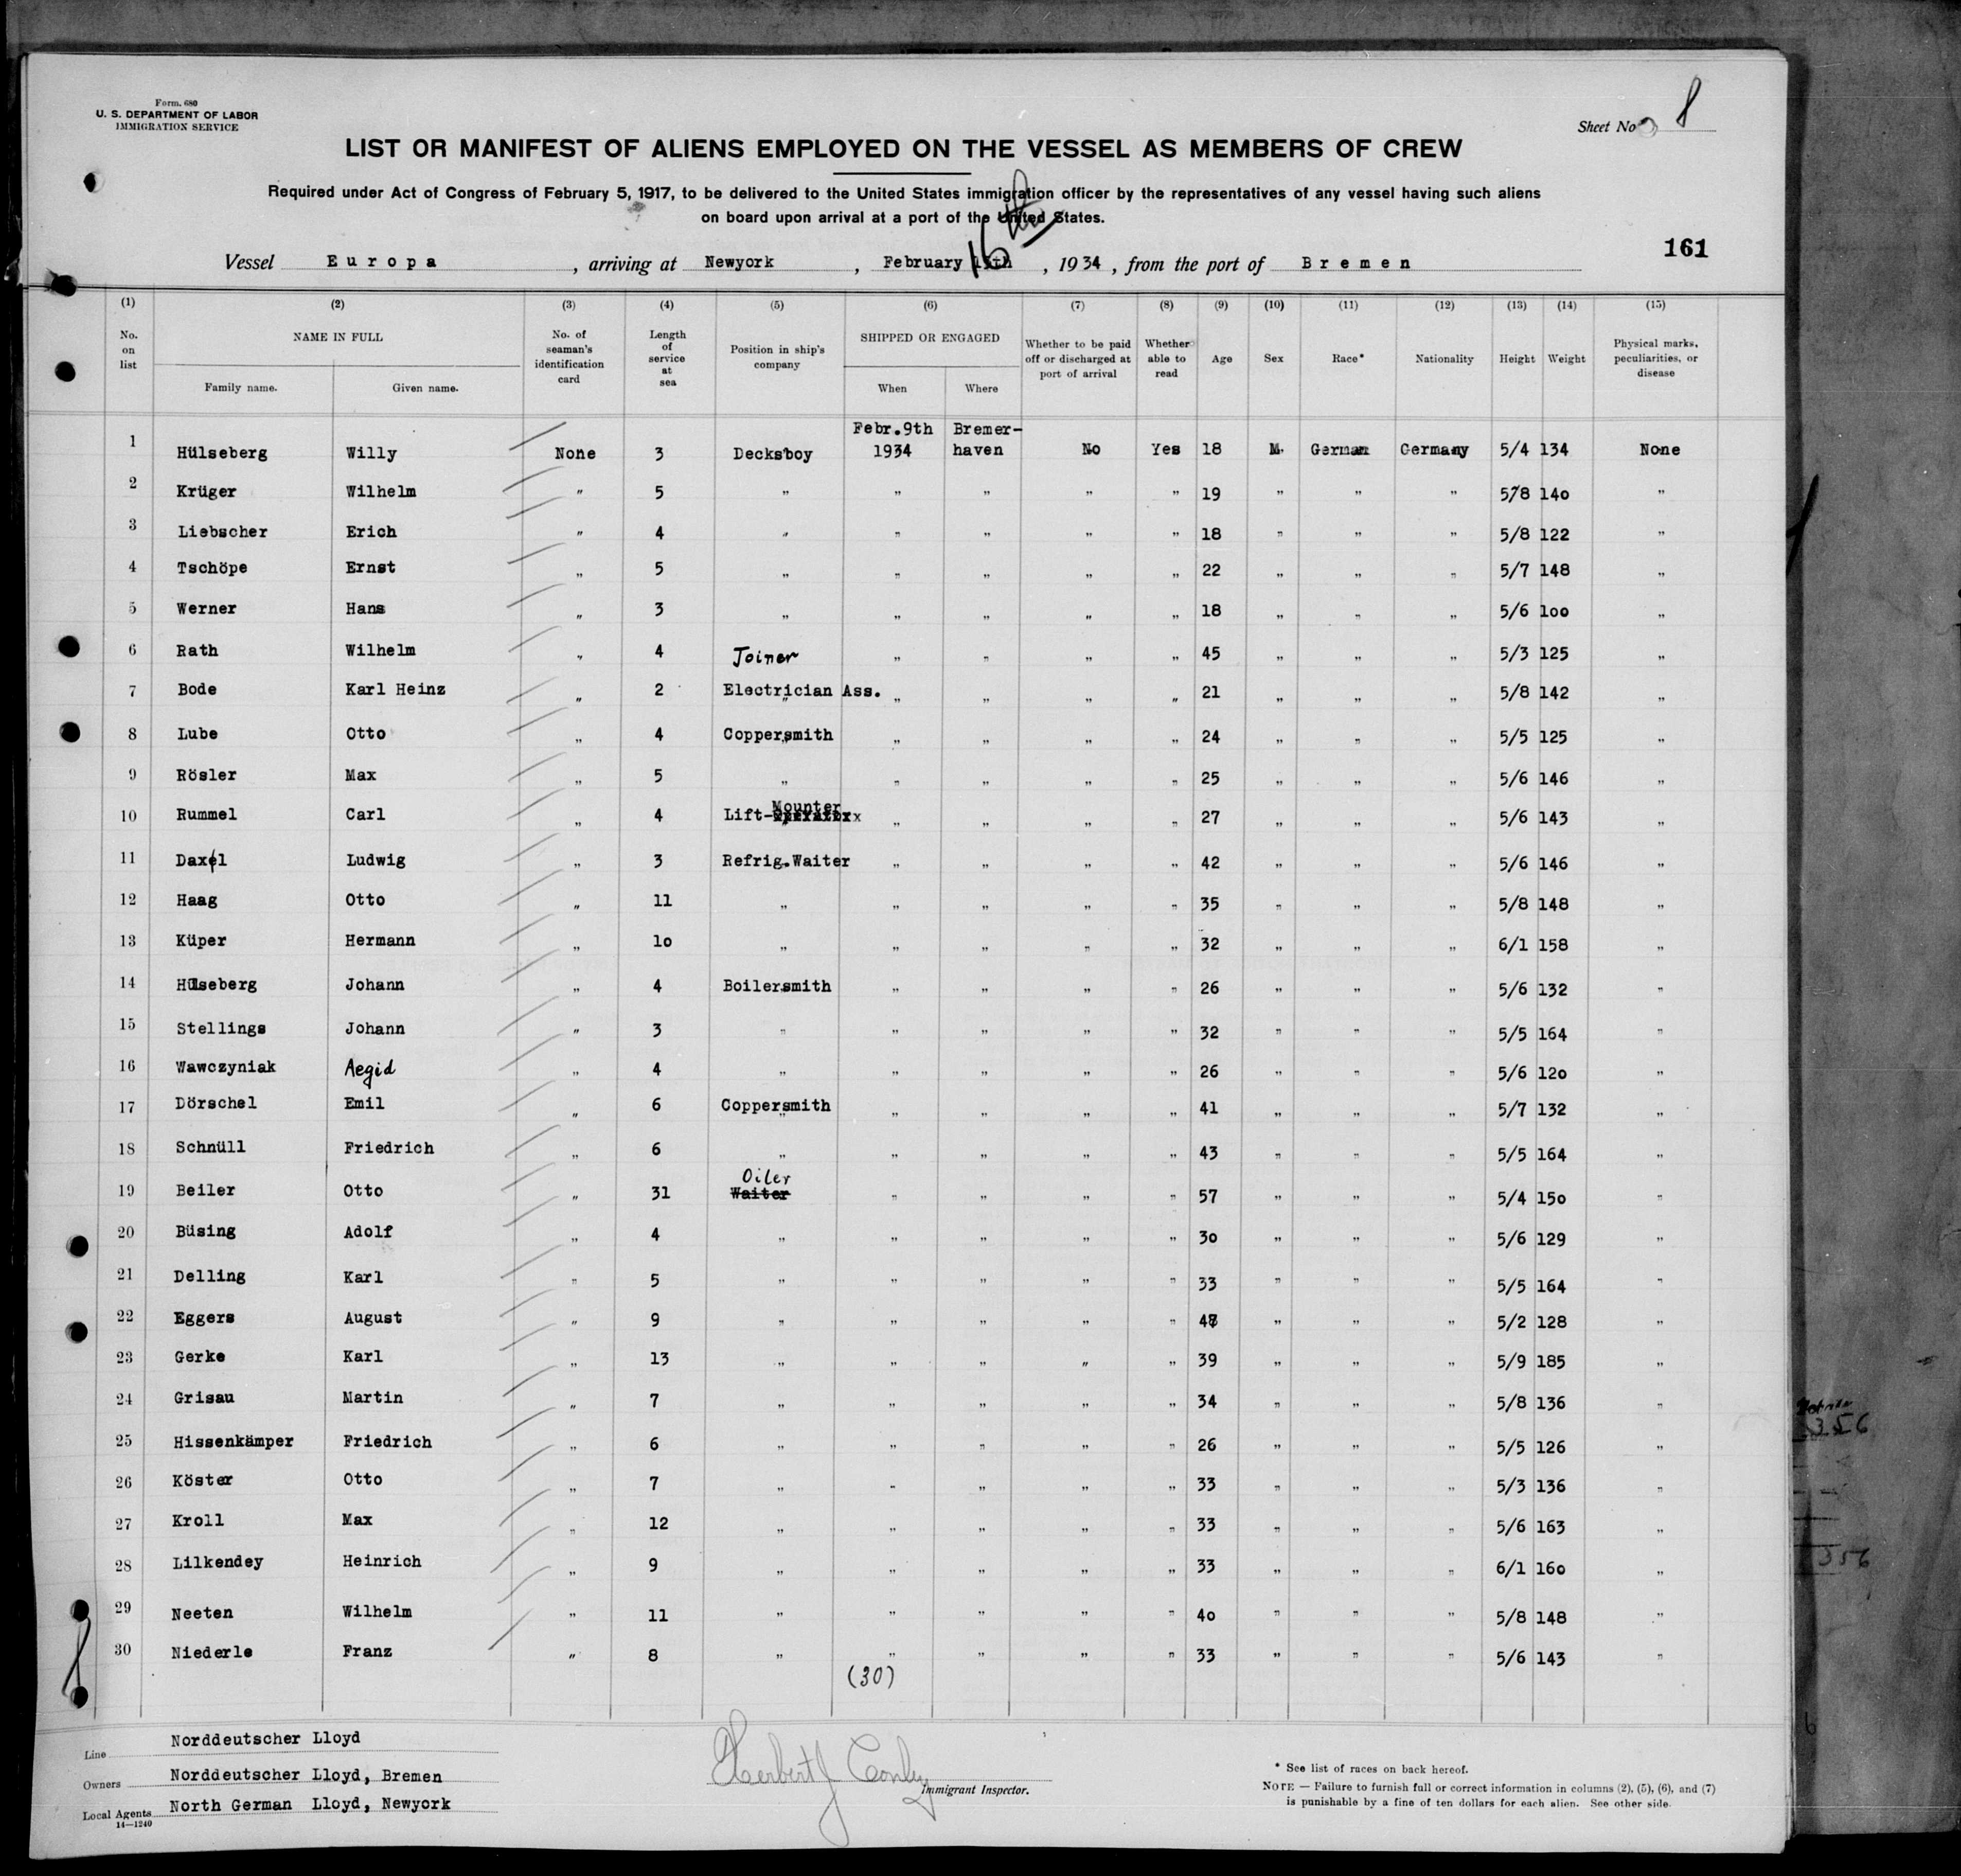 Form. 680
U. S. DEPARTMENT OF LABOR
IMMIGRATION SERVICE
Sheet No. 8
LIST OR MANIFEST OF ALIENS EMPLOYED ON THE VESSEL AS MEMBERS OF CREW
Required under Act of Congress of February 5, 1917, to be delivered to the United States immigration officer by the representatives of any vessel having such aliens
on board upon arrival at a port of the United States.
161
Vessel Europa, arriving at Newyork, February 16th, 1934, from the port of Bremen
(1) (2) (3) (4) (5) (6) (7) (8) (9) (10) (11) (12) (13) (14) (15)
No. on list NAME IN FULL Family name. Given name. No. of seaman's identification card Length of service at sea Position in ship's company SHIPPED OR ENGAGED When Where Whether to be paid off or discharged at port of arrival Whether able to read Age Sex Race* Nationality Height Weight Physical marks, peculiarities, or disease
1 Hülseberg Willy None 3 Decksboy Febr.9th 1934 Bremer-haven No Yes 18 M. German Germany 5/4 134 None
2 Krüger Wilhelm " 5 " " " " " 19 " " " 5/8 140 "
3 Liebscher Erich " 4 " " " " " 18 " " " 5/8 122 "
4 Tschöpe Ernst " 5 " " " " " 22 " " " 5/7 148 "
5 Werner Hans " 3 " " " " " 18 " " " 5/6 100 "
6 Rath Wilhelm " 4 Joiner " " " " 45 " " " 5/3 125 "
7 Bode Karl Heinz " 2 Electrician Ass. " " " " 21 " " " 5/8 142 "
8 Lube Otto " 4 Coppersmith " " " " 24 " " " 5/5 125 "
9 Rösler Max " 5 " " " " " 25 " " " 5/6 146 "
10 Rummel Carl " 4 Lift-Mounter " " " " 27 " " " 5/6 143 "
11 Daxel Ludwig " 3 Refrig.Waiter " " " " 42 " " " 5/6 146 "
12 Haag Otto " 11 " " " " " 35 " " " 5/8 148 "
13 Küper Hermann " 10 " " " " " 32 " " " 6/1 158 "
14 Hülseberg Johann " 4 Boilersmith " " " " 26 " " " 5/6 132 "
15 Stellings Johann " 3 " " " " " 32 " " " 5/5 164 "
16 Wawczyniak Aegid " 4 " " " " " 26 " " " 5/6 120 "
17 Dörschel Emil " 6 Coppersmith " " " " 41 " " " 5/7 132 "
18 Schnüll Friedrich " 6 " " " " " 43 " " " 5/5 164 "
19 Beiler Otto " 31 Oiler Waiter " " " " 57 " " " 5/4 150 "
20 Büsing Adolf " 4 " " " " " 30 " " " 5/6 129 "
21 Delling Karl " 5 " " " " " 33 " " " 5/5 164 "
22 Eggers August " 9 " " " " " " " " 5/2 128 "
23 Gerke Karl " 13 " " " " " 39 " " " 5/9 185 "
24 Grisau Martin " 7 " " " " " 34 " " " 5/8 136 "
25 Hissenkämper Friedrich " 6 " " " " " 26 " " " 5/5 126 "
26 Köster Otto " 7 " " " " " 33 " " " 5/3 136 "
27 Kroll Max " 12 " " " " " 33 " " " 5/6 163 "
28 Lilkendey Heinrich " 9 " " " " " 33 " " " 6/1 160 "
29 Neeten Wilhelm " 11 " " " " " 40 " " " 5/8 148 "
30 Niederle Franz " 8 " " " " " 33 " " " 5/6 143 "
(30)
Line Norddeutscher Lloyd
Owners Norddeutscher Lloyd, Bremen
Local Agents North German Lloyd, Newyork
14—1240
Herbert J Conley
Immigrant Inspector.
* See list of races on back hereof.
NOTE — Failure to furnish full or correct information in columns (2), (5), (6), and (7)
is punishable by a fine of ten dollars for each alien. See other side.
356
356